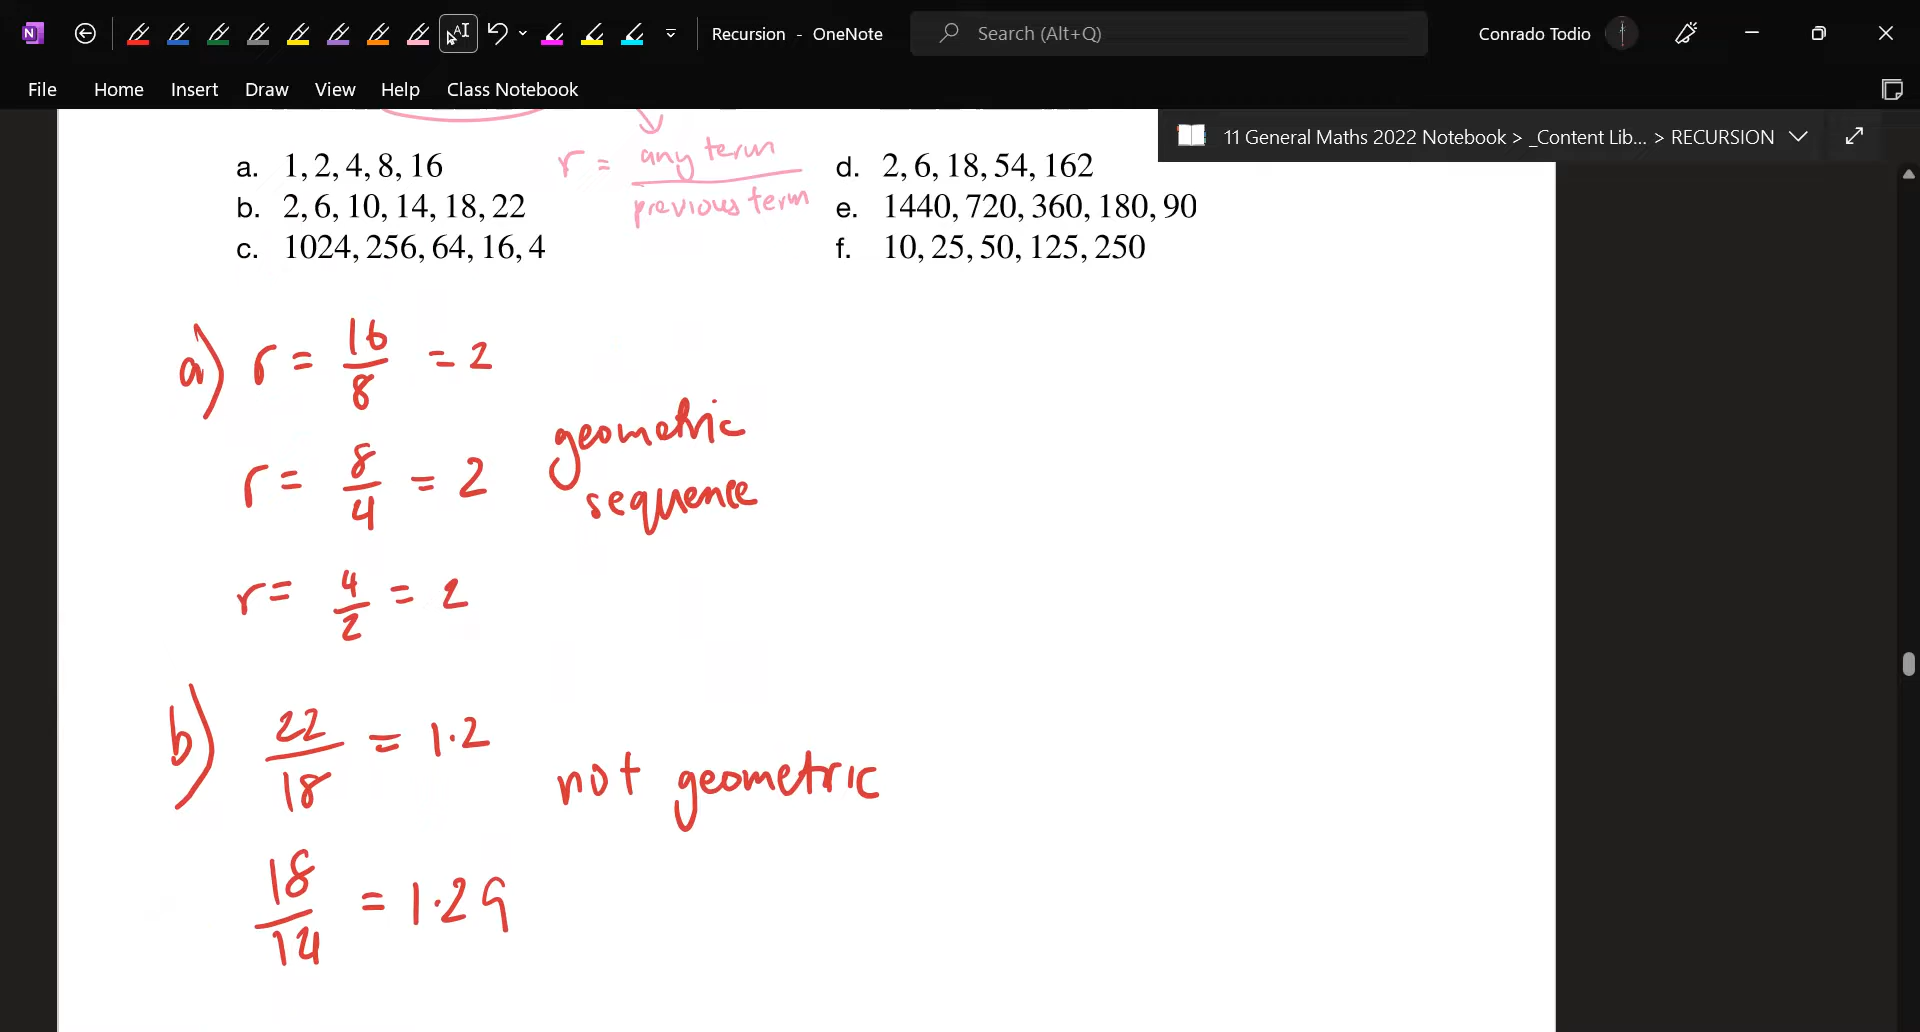 Recursion - OneNote
Search (Alt+Q)
Conrado Todio
File Home Insert Draw View Help Class Notebook
11 General Maths 2022 Notebook > _Content Lib... > RECURSION
a. 1, 2, 4, 8, 16
b. 2, 6, 10, 14, 18, 22
c. 1024, 256, 64, 16, 4
r = any term / previous term
d. 2, 6, 18, 54, 162
e. 1440, 720, 360, 180, 90
f. 10, 25, 50, 125, 250
a) r = 16/8 = 2
r = 8/4 = 2
geometric
sequence
r = 4/2 = 2
b) 22/18 = 1.2
not geometric
18/14 = 1.29